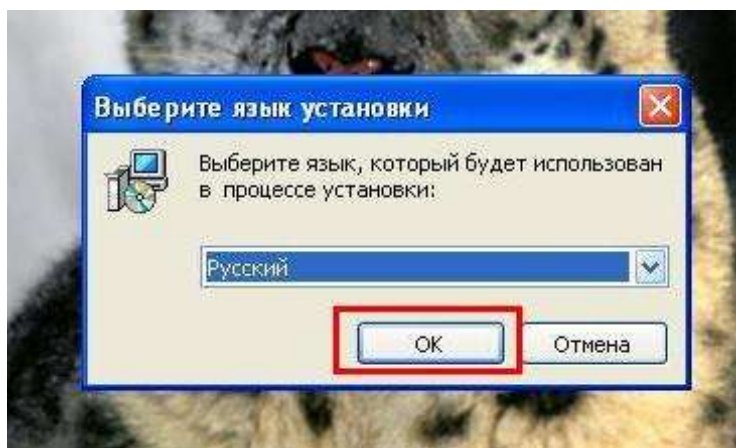 Выберите язык установки
Выберите язык, который будет использован
в процессе установки:
Русский
OK
Отмена